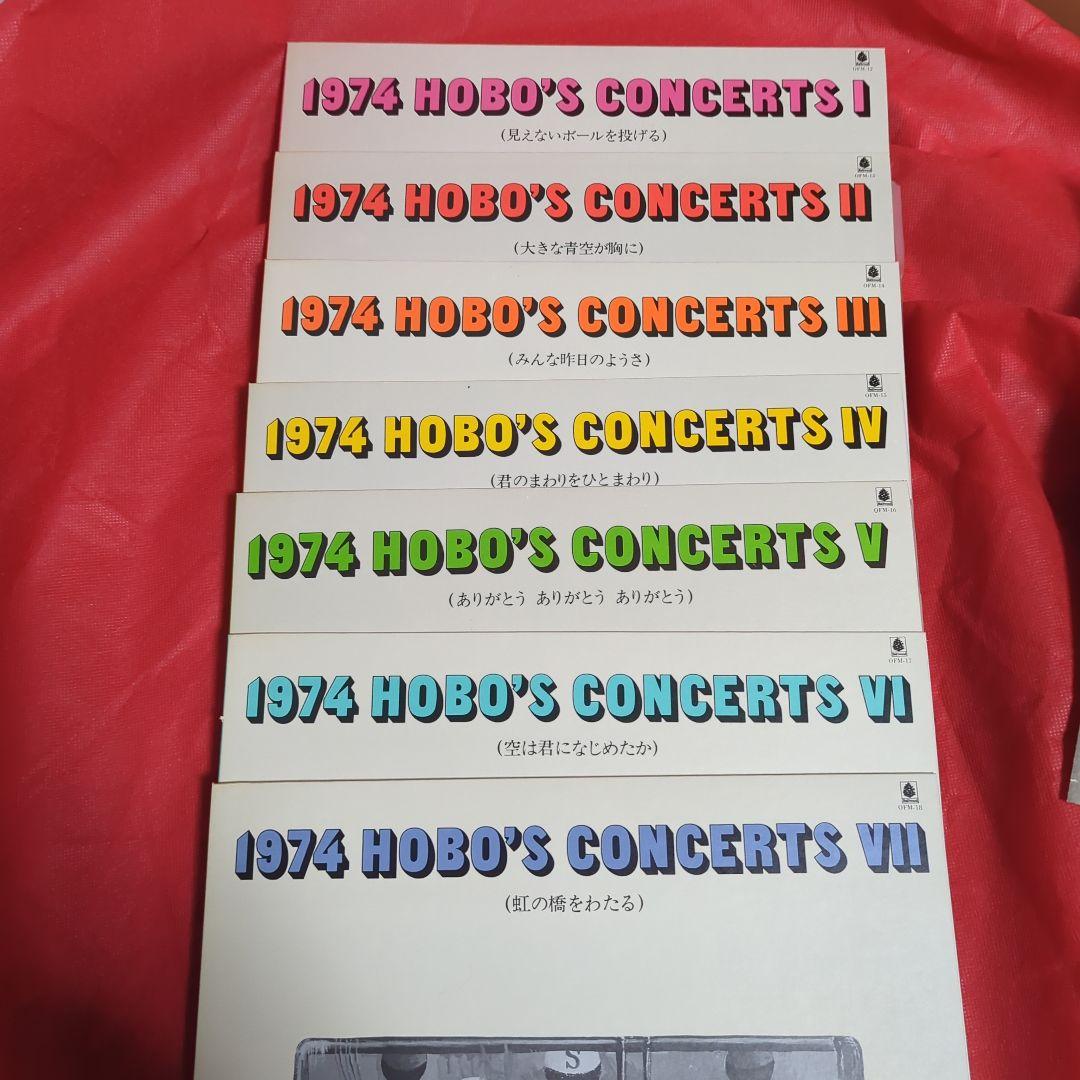 OFM-12
1974 HOBO'S CONCERTS I
(見えないボールを投げる)
OFM-13
1974 HOBO'S CONCERTS II
(大きな青空が胸に)
OFM-14
1974 HOBO'S CONCERTS III
(みんな昨日のようさ)
OFM-15
1974 HOBO'S CONCERTS IV
(君のまわりをひとまわり)
OFM-16
1974 HOBO'S CONCERTS V
(ありがとう ありがとう ありがとう)
OFM-17
1974 HOBO'S CONCERTS VI
(空は君になじめたか)
OFM-18
1974 HOBO'S CONCERTS VII
(虹の橋をわたる)
S